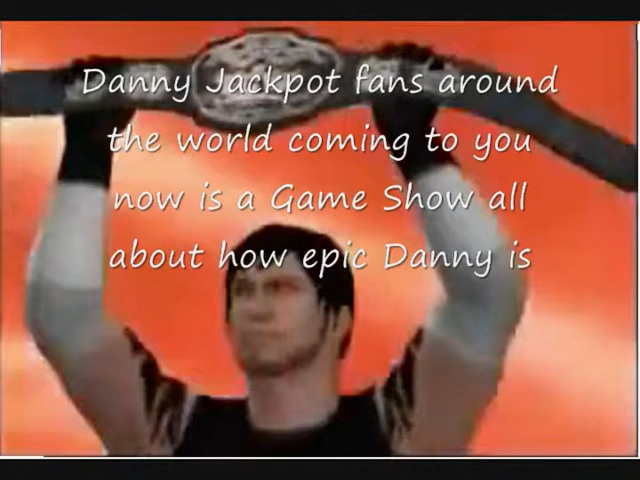 Danny Jackpot fans around
the world coming to you
now is a Game Show all
about how epic Danny is